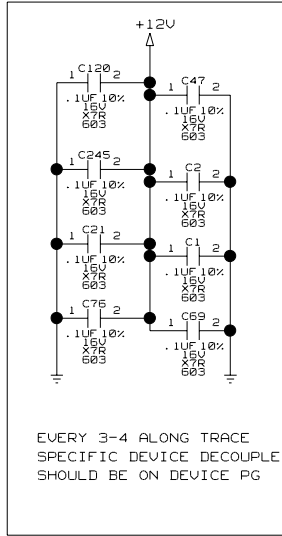 +12V
C120
1 2
.1UF 10%
16V
X7R
603
C47
1 2
.1UF 10%
16V
X7R
603
C245
1 2
.1UF 10%
16V
X7R
603
C2
1 2
.1UF 10%
16V
X7R
603
C21
1 2
.1UF 10%
16V
X7R
603
C1
1 2
.1UF 10%
16V
X7R
603
C76
1 2
.1UF 10%
16V
X7R
603
C69
1 2
.1UF 10%
16V
X7R
603
EVERY 3-4 ALONG TRACE
SPECIFIC DEVICE DECOUPLE
SHOULD BE ON DEVICE PG